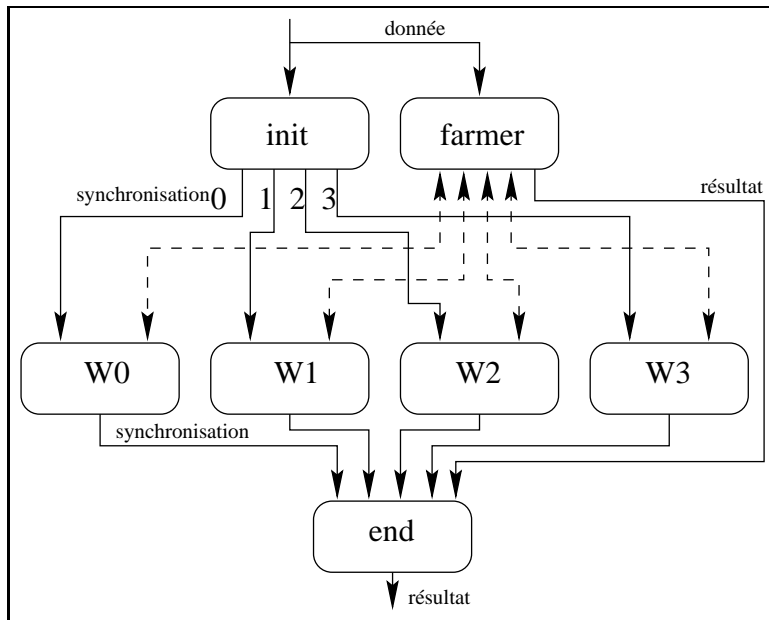 donnée
init
farmer
résultat
synchronisation 0 1 2 3
W0
W1
W2
W3
synchronisation
end
résultat